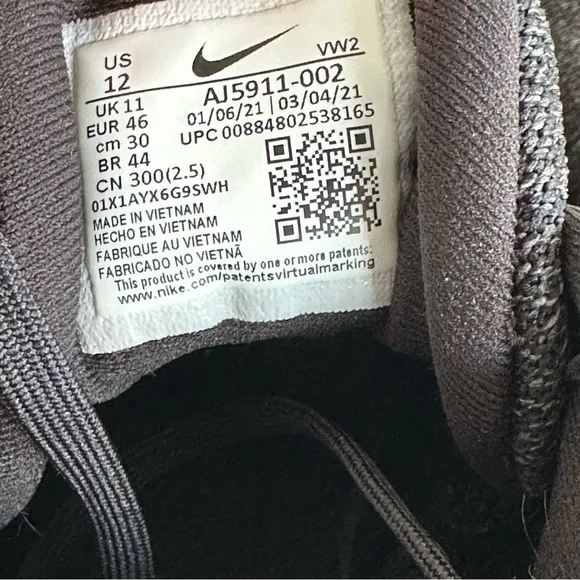 US
12
UK 11
EUR 46
cm 30
BR 44
CN 300(2.5)
01X1AYX6G9SWH
VW2
AJ5911-002
01/06/21 03/04/21
UPC 00884802538165
MADE IN VIETNAM
HECHO EN VIETNAM
FABRIQUE AU VIETNAM
FABRICADO NO VIETNÃ
This product is covered by one or more patents:
www.nike.com/patentsvirtualmarking